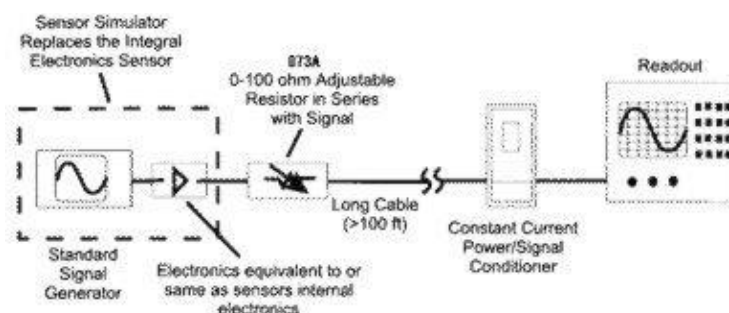 Sensor Simulator
Replaces the Integral
Electronics Sensor
073A
0-100 ohm Adjustable
Resistor in Series
with Signal
Readout
Long Cable
(>100 ft)
Constant Current
Power/Signal
Conditioner
Standard
Signal
Generator
Electronics equivalent to or
same as sensors internal
electronics